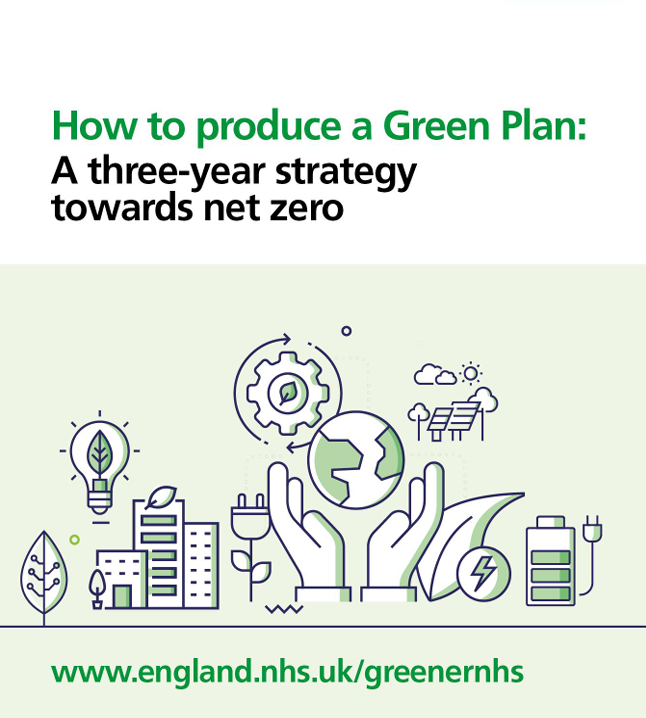 How to produce a Green Plan:
A three-year strategy
towards net zero
www.england.nhs.uk/greenernhs